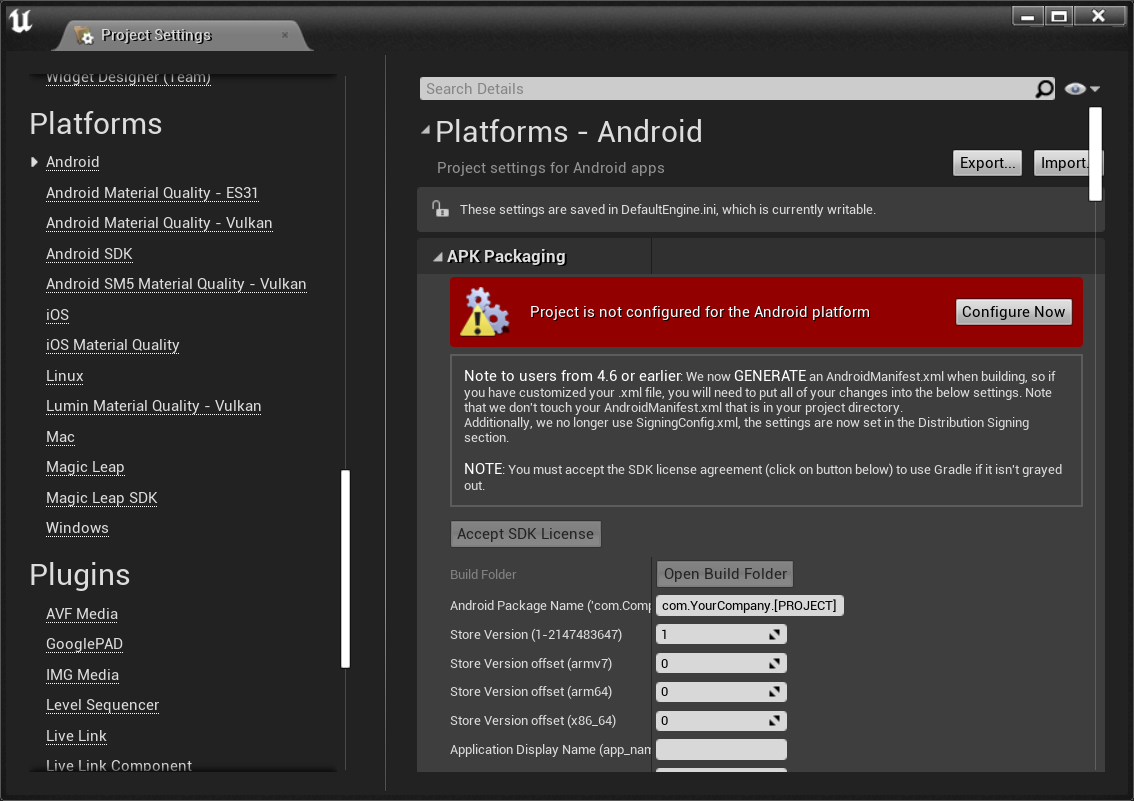 Project Settings
Widget Designer (Team)
Platforms
Android
Android Material Quality - ES31
Android Material Quality - Vulkan
Android SDK
Android SM5 Material Quality - Vulkan
iOS
iOS Material Quality
Linux
Lumin Material Quality - Vulkan
Mac
Magic Leap
Magic Leap SDK
Windows
Plugins
AVF Media
GooglePAD
IMG Media
Level Sequencer
Live Link
Live Link Component
Search Details
Platforms - Android
Project settings for Android apps
Export...
Import.
These settings are saved in DefaultEngine.ini, which is currently writable.
APK Packaging
Project is not configured for the Android platform
Configure Now
Note to users from 4.6 or earlier: We now GENERATE an AndroidManifest.xml when building, so if
you have customized your .xml file, you will need to put all of your changes into the below settings. Note
that we don't touch your AndroidManifest.xml that is in your project directory.
Additionally, we no longer use SigningConfig.xml, the settings are now set in the Distribution Signing
section.
NOTE: You must accept the SDK license agreement (click on button below) to use Gradle if it isn't grayed
out.
Accept SDK License
Build Folder
Open Build Folder
Android Package Name ('com.Comp
com.YourCompany.[PROJECT]
Store Version (1-2147483647)
1
Store Version offset (armv7)
0
Store Version offset (arm64)
0
Store Version offset (x86_64)
0
Application Display Name (app_nam